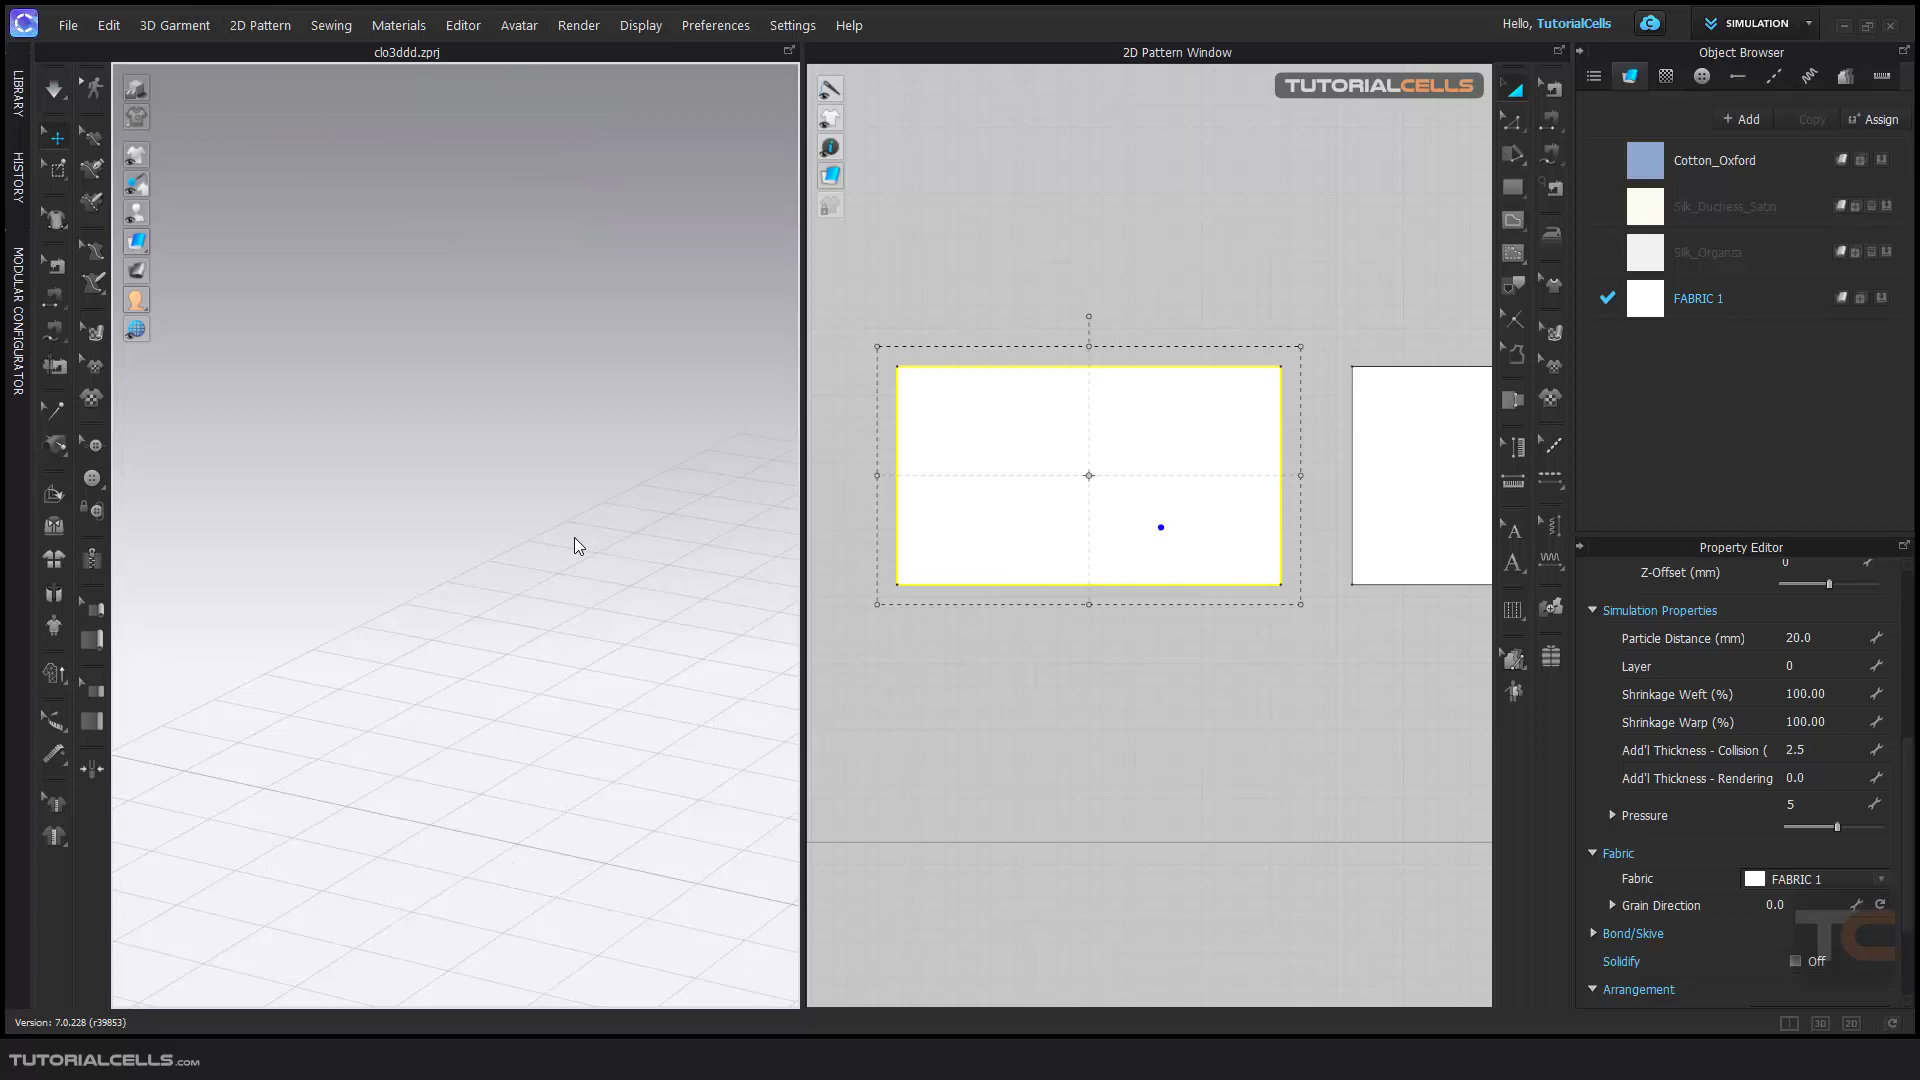 File Edit 3D Garment 2D Pattern Sewing Materials Editor Avatar Render Display Preferences Settings Help
Hello, TutorialCells
SIMULATION
clo3ddd.zprj
2D Pattern Window
Object Browser
LIBRARY
HISTORY
MODULAR CONFIGURATOR
TUTORIALCELLS
+ Add
Copy
Assign
Cotton_Oxford
Silk_Duchess_Satin
Silk_Organza
FABRIC 1
A
A
Property Editor
Z-Offset (mm) 0
Simulation Properties
Particle Distance (mm) 20.0
Layer 0
Shrinkage Weft (%) 100.00
Shrinkage Warp (%) 100.00
Add'l Thickness - Collision ( 2.5
Add'l Thickness - Rendering 0.0
Pressure 5
Fabric
Fabric FABRIC 1
Grain Direction 0.0
Bond/Skive
Solidify Off
Arrangement
TC
Version: 7.0.228 (r39853)
3D 2D
TUTORIALCELLS.COM